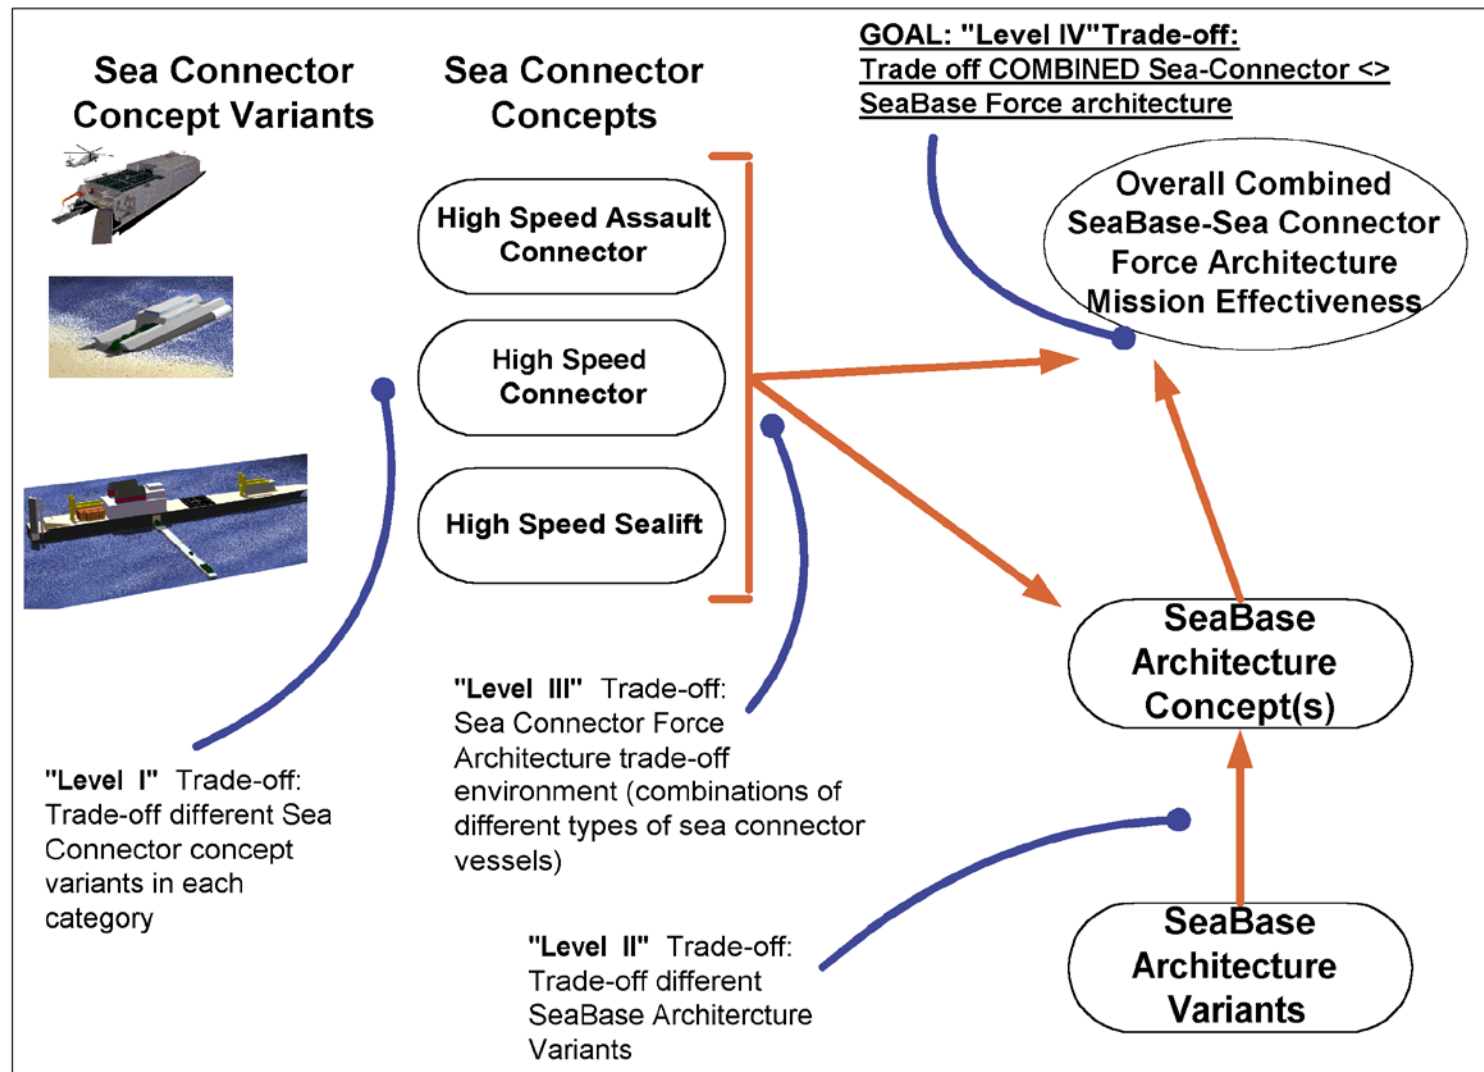 Sea Connector
Concept Variants
Sea Connector
Concepts
GOAL: "Level IV"Trade-off:
Trade off COMBINED Sea-Connector <>
SeaBase Force architecture
High Speed Assault
Connector
High Speed
Connector
High Speed Sealift
Overall Combined
SeaBase-Sea Connector
Force Architecture
Mission Effectiveness
"Level I" Trade-off:
Trade-off different Sea
Connector concept
variants in each
category
"Level III" Trade-off:
Sea Connector Force
Architecture trade-off
environment (combinations of
different types of sea connector
vessels)
SeaBase
Architecture
Concept(s)
"Level II" Trade-off:
Trade-off different
SeaBase Architercture
Variants
SeaBase
Architecture
Variants